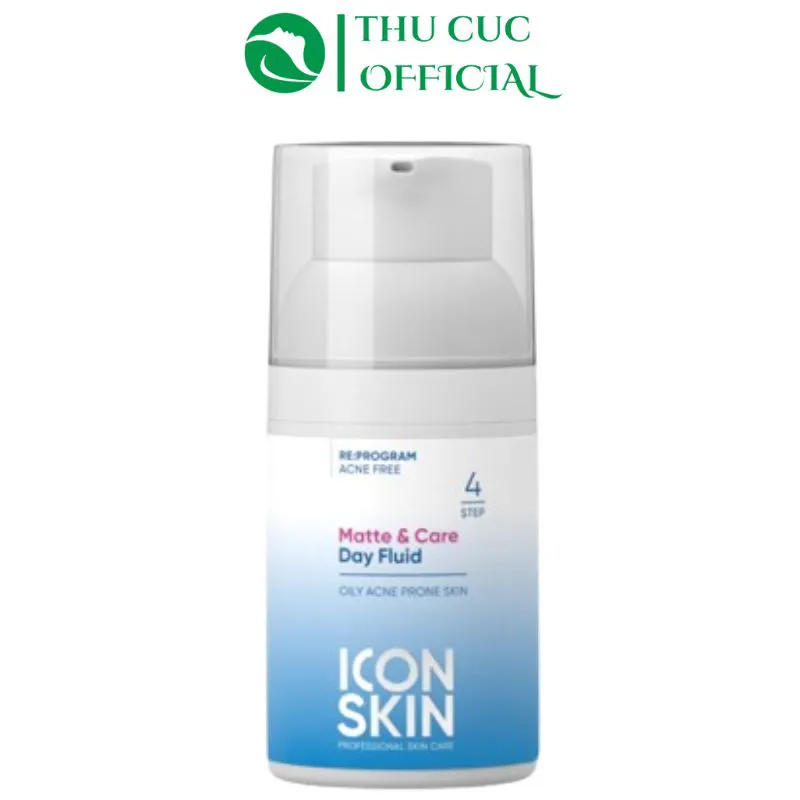 THU CUC
OFFICIAL
RE:PROGRAM
ACNE FREE
4
STEP
Matte & Care
Day Fluid
OILY ACNE PRONE SKIN
ICON
SKIN
PROFESSIONAL SKIN CARE